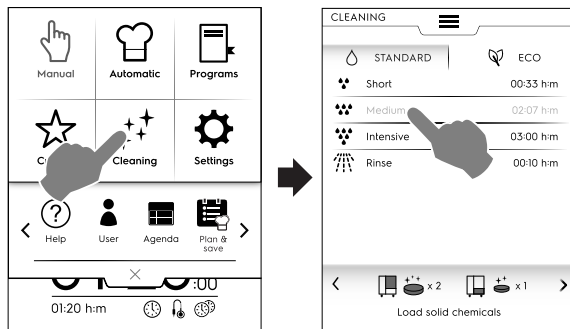 Manual Automatic Programs
Cleaning Settings
Help User Agenda Plan &
save
:00
01:20 h:m
CLEANING
STANDARD ECO
Short 00:33 h:m
Medium 02:07 h:m
Intensive 03:00 h:m
Rinse 00:10 h:m
x 2 x 1
Load solid chemicals